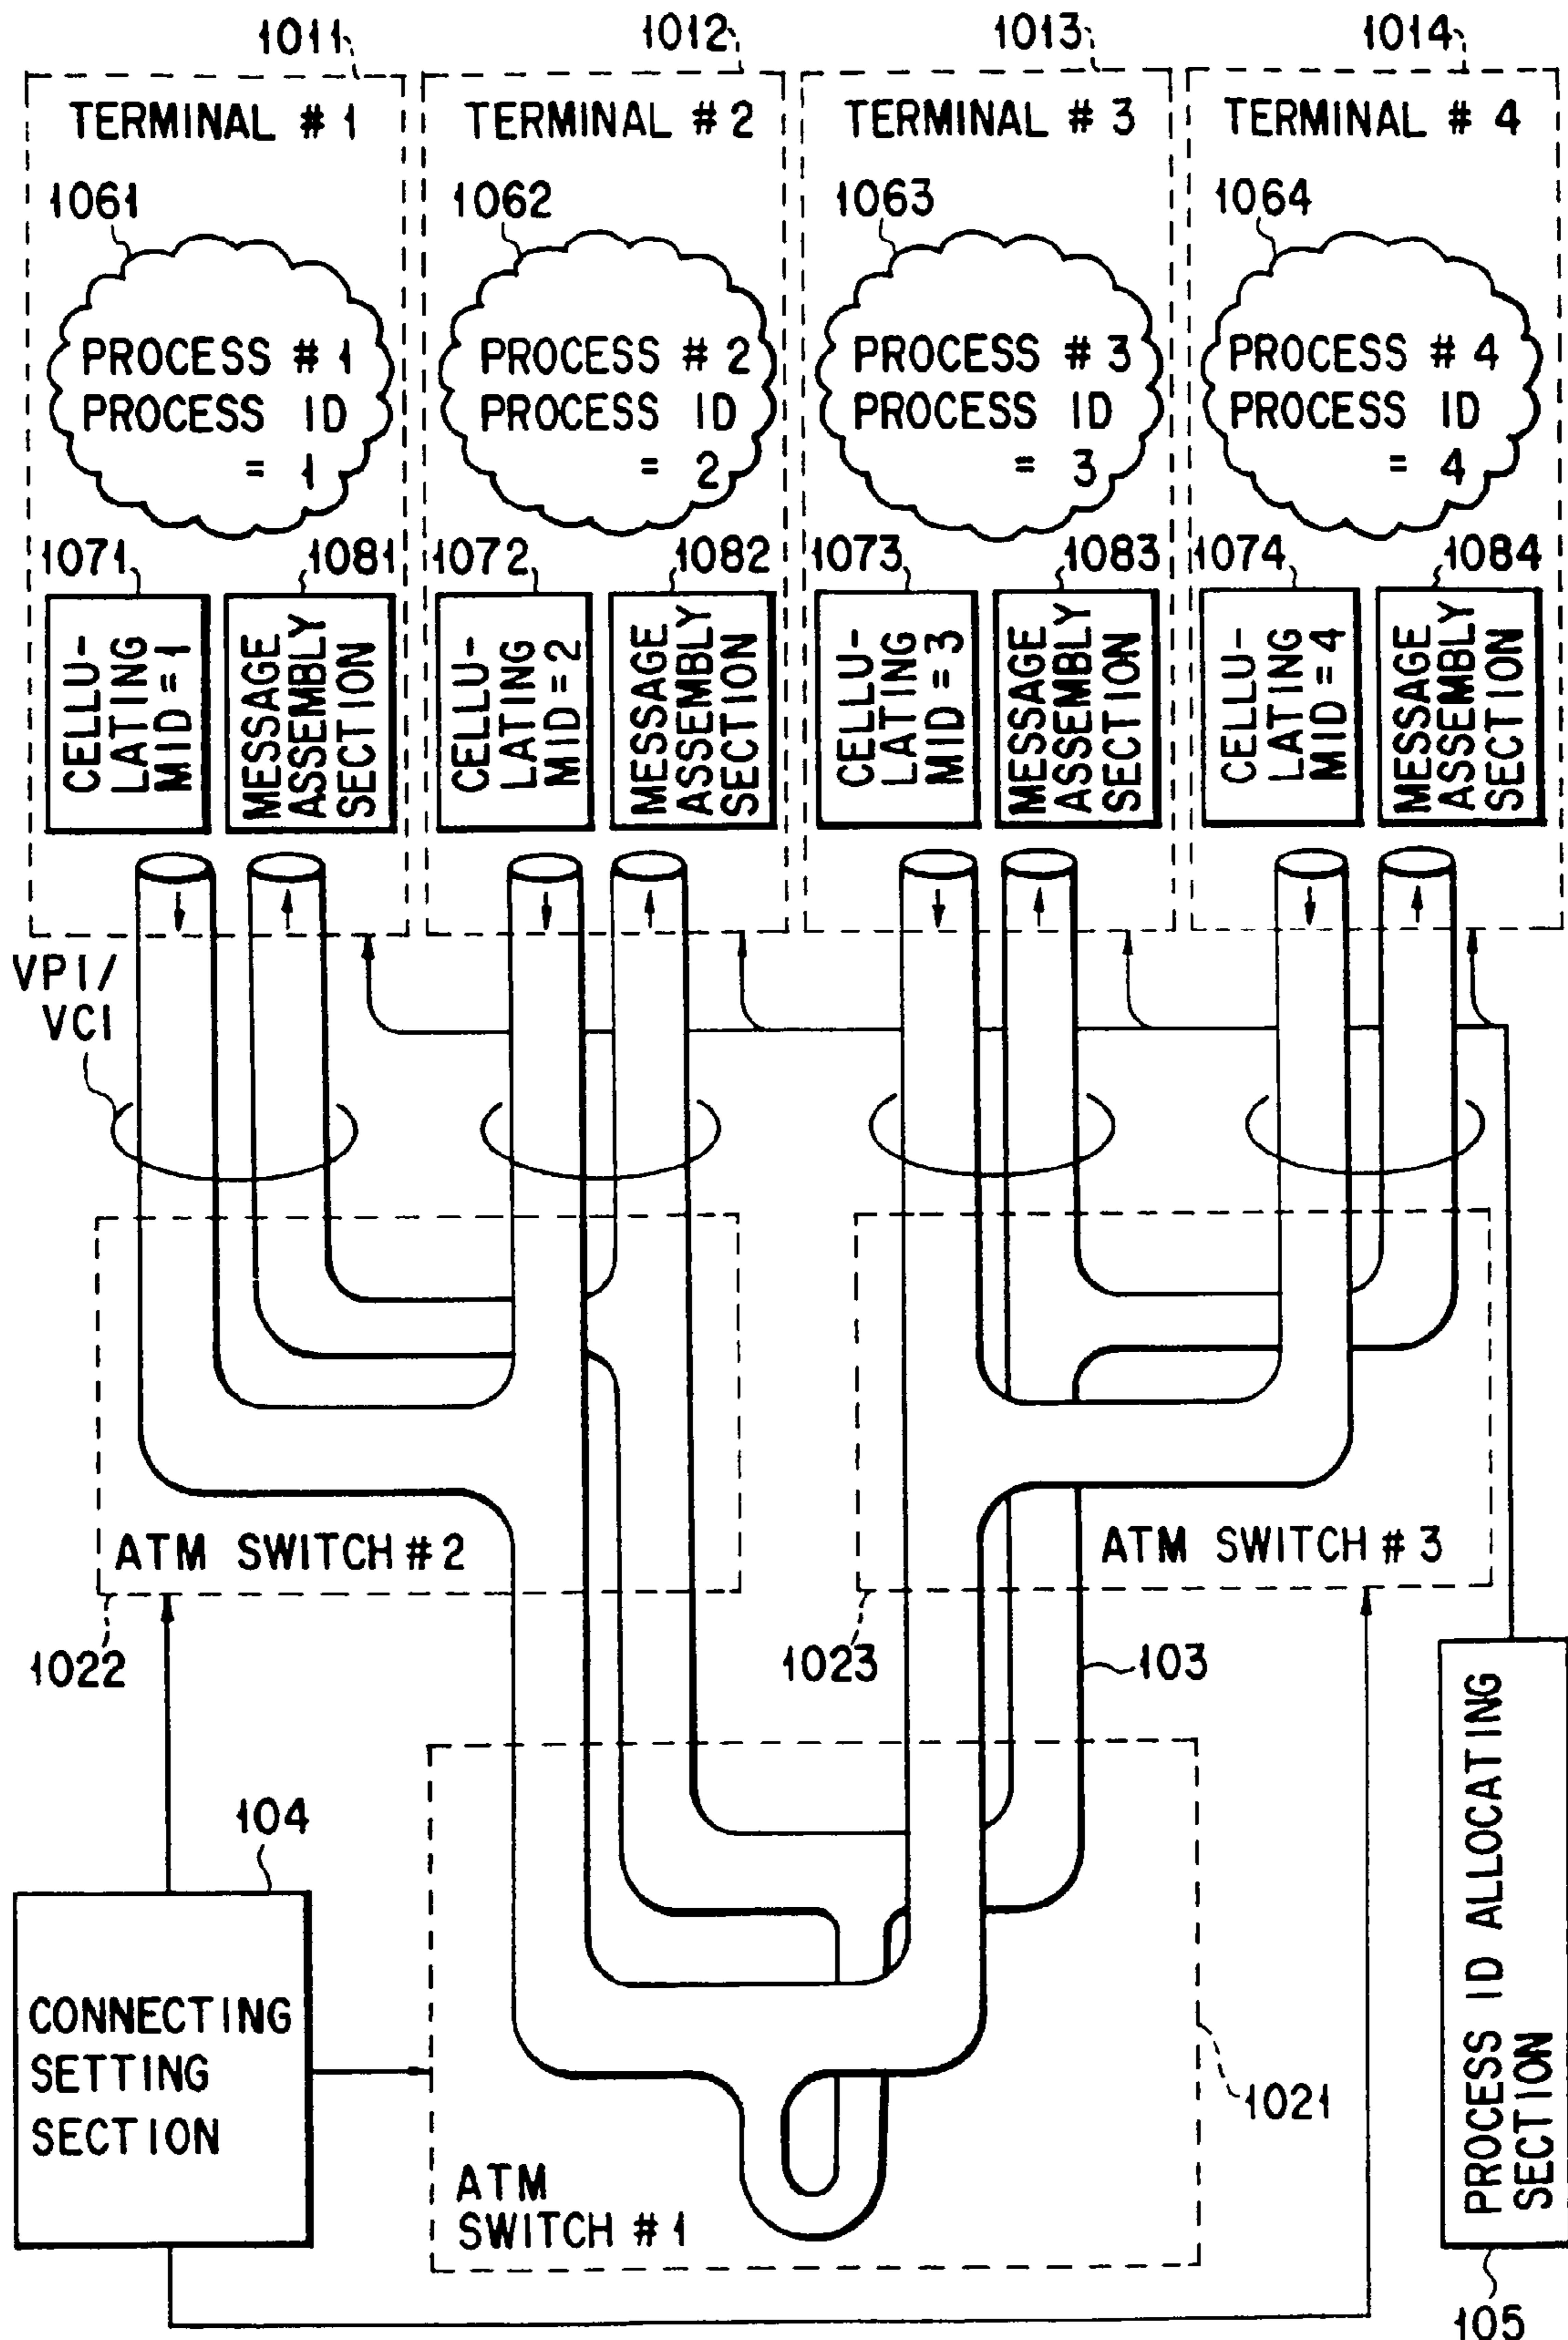 1011
1012
1013
1014
TERMINAL # 1
TERMINAL # 2
TERMINAL # 3
TERMINAL # 4
1061
1062
1063
1064
PROCESS # 1
PROCESS ID
= 1
PROCESS # 2
PROCESS ID
= 2
PROCESS # 3
PROCESS ID
= 3
PROCESS # 4
PROCESS ID
= 4
1071
1081
1072
1082
1073
1083
1074
1084
CELLU-
LATING
MID = 1
MESSAGE
ASSEMBLY
SECTION
CELLU-
LATING
MID = 2
MESSAGE
ASSEMBLY
SECTION
CELLU-
LATING
MID = 3
MESSAGE
ASSEMBLY
SECTION
CELLU-
LATING
MID = 4
MESSAGE
ASSEMBLY
SECTION
VPI/
VCI
ATM SWITCH # 2
ATM SWITCH # 3
1022
1023
103
104
CONNECTING
SETTING
SECTION
1021
ATM
SWITCH # 1
PROCESS ID ALLOCATING
SECTION
105